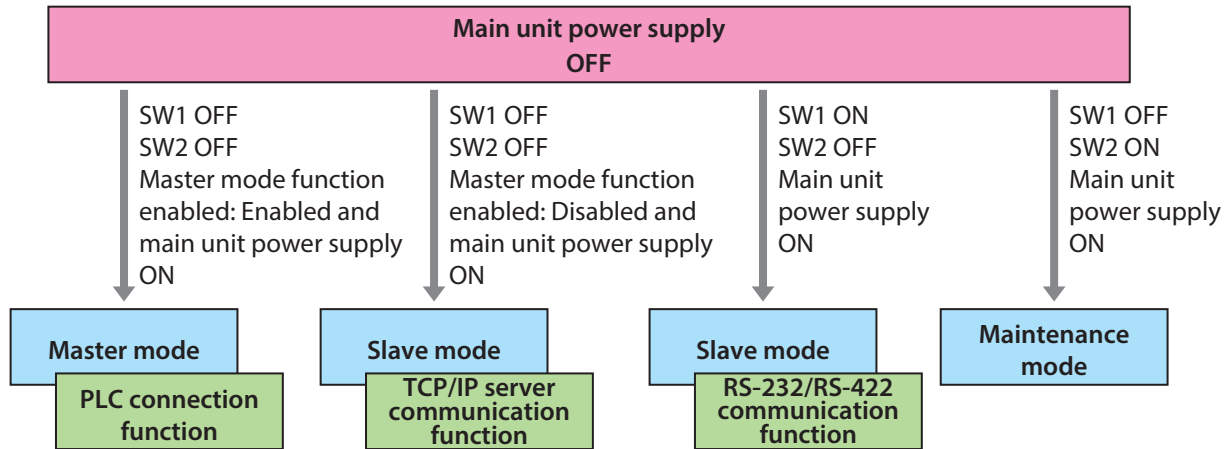 Main unit power supply
OFF
SW1 OFF
SW2 OFF
Master mode function
enabled: Enabled and
main unit power supply
ON
SW1 OFF
SW2 OFF
Master mode function
enabled: Disabled and
main unit power supply
ON
SW1 ON
SW2 OFF
Main unit
power supply
ON
SW1 OFF
SW2 ON
Main unit
power supply
ON
Master mode
PLC connection
function
Slave mode
TCP/IP server
communication
function
Slave mode
RS-232/RS-422
communication
function
Maintenance
mode